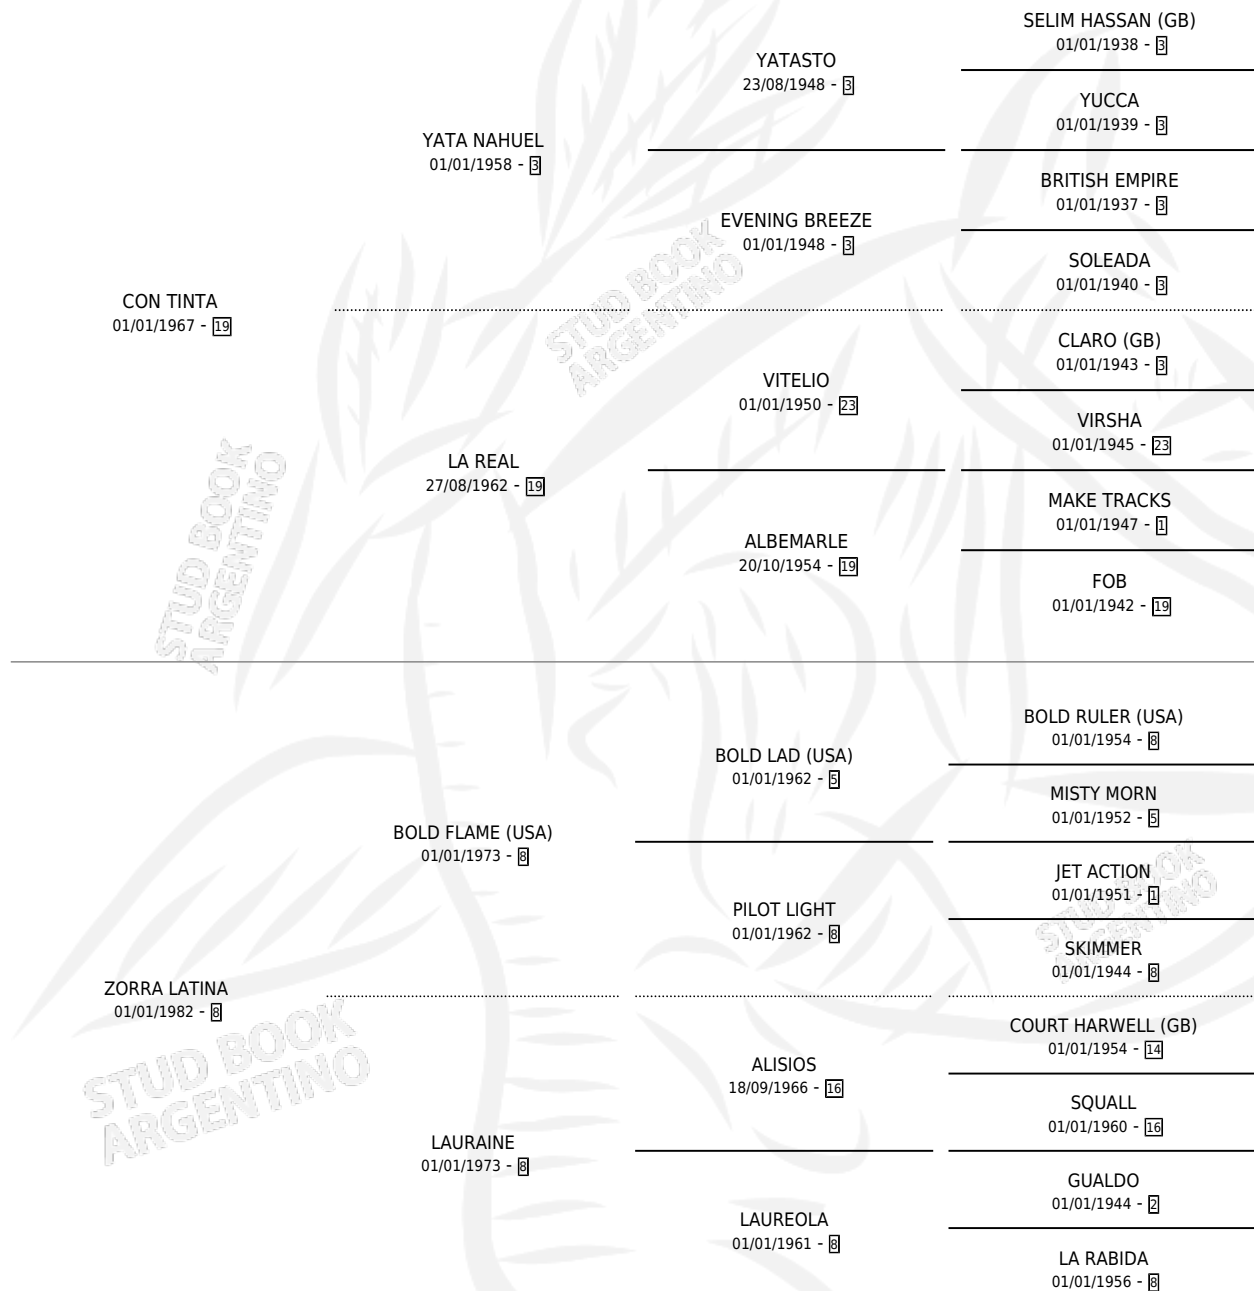 SELIM HASSAN (GB)
01/01/1938 - 3
YATASTO
23/08/1948 - 3
YUCCA
01/01/1939 - 3
YATA NAHUEL
01/01/1958 - 3
BRITISH EMPIRE
01/01/1937 - 3
EVENING BREEZE
01/01/1948 - 3
SOLEADA
01/01/1940 - 3
CON TINTA
01/01/1967 - 19
STUD BOOK
ARGENTINO
CLARO (GB)
01/01/1943 - 3
VITELIO
01/01/1950 - 23
VIRSHA
01/01/1945 - 23
LA REAL
27/08/1962 - 19
MAKE TRACKS
01/01/1947 - 1
ALBEMARLE
20/10/1954 - 19
FOB
01/01/1942 - 19
STUD BOOK
ARGENTINO
BOLD RULER (USA)
01/01/1954 - 8
BOLD LAD (USA)
01/01/1962 - 5
MISTY MORN
01/01/1952 - 5
BOLD FLAME (USA)
01/01/1973 - 8
JET ACTION
01/01/1951 - 1
PILOT LIGHT
01/01/1962 - 8
STUD BOOK
ARGENTINO
SKIMMER
01/01/1944 - 8
ZORRA LATINA
01/01/1982 - 8
STUD BOOK
ARGENTINO
COURT HARWELL (GB)
01/01/1954 - 14
ALISIOS
18/09/1966 - 16
SQUALL
01/01/1960 - 16
LAURAINE
01/01/1973 - 8
GUALDO
01/01/1944 - 2
LAUREOLA
01/01/1961 - 8
LA RABIDA
01/01/1956 - 8